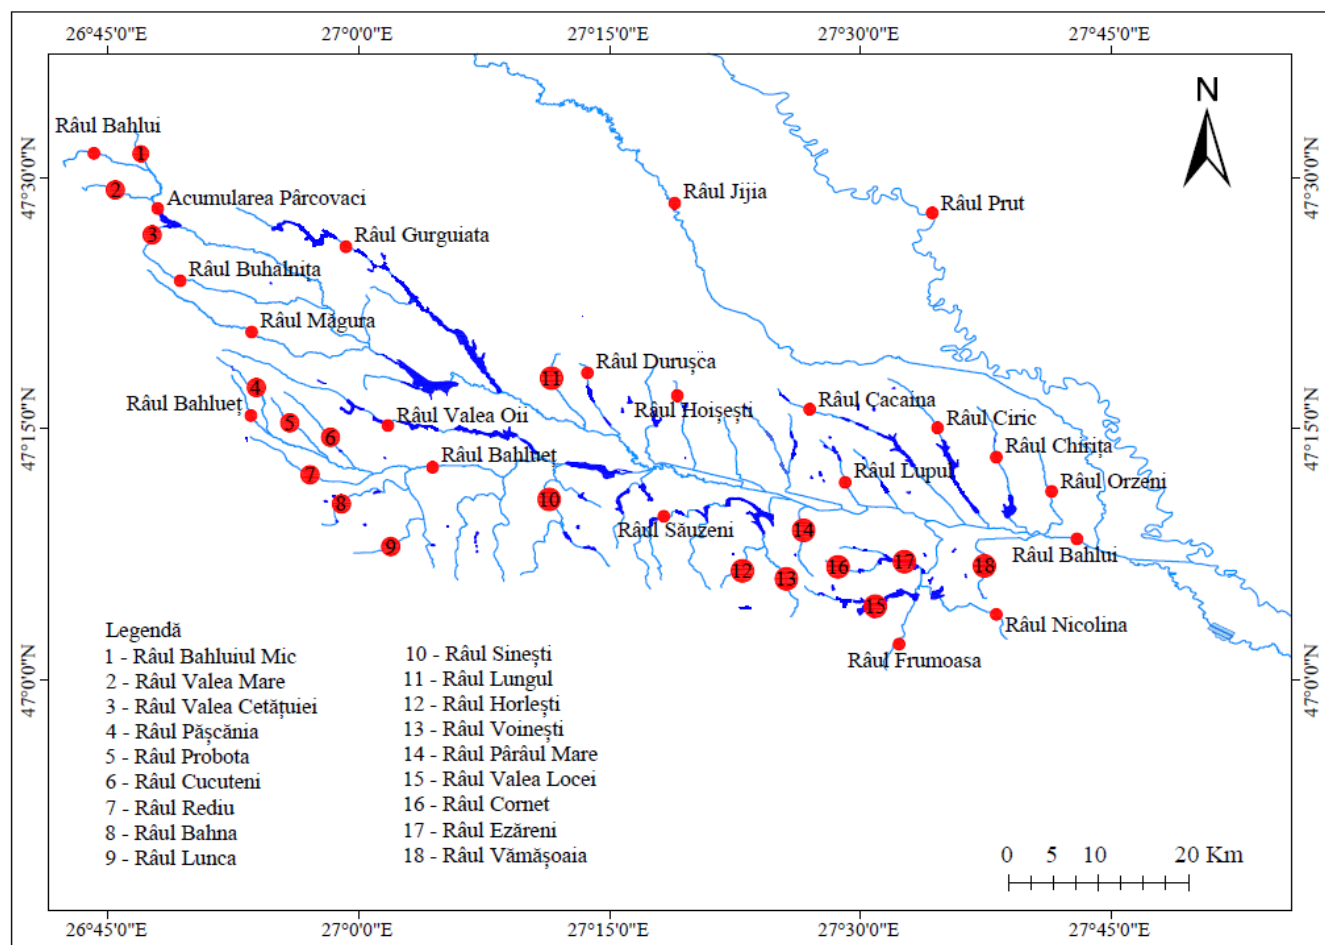 26°45'0"E 27°0'0"E 27°15'0"E 27°30'0"E 27°45'0"E
N
Râul Bahlui
1
47°30'0"N 47°30'0"N
2
Acumularea Pârcovaci
Râul Jijia
Râul Prut
3
Râul Gurguiata
Râul Buhalnița
Râul Măgura
Râul Durușca
11
4
Râul Bahlueț
5
6
Râul Valea Oii
Râul Hoișești
Râul Cacaina
Râul Ciric
47°15'0"N 47°15'0"N
Râul Chirița
Râul Bahlueț
7
Râul Lupul
Râul Orzeni
8
10
Râul Săuzeni
14
9
Râul Bahlui
12
13
16
17
18
15
Râul Nicolina
Râul Frumoasa
47°0'0"N 47°0'0"N
Legendă
1 - Râul Bahluiul Mic
2 - Râul Valea Mare
3 - Râul Valea Cetățuiei
4 - Râul Pășcănia
5 - Râul Probota
6 - Râul Cucuteni
7 - Râul Rediu
8 - Râul Bahna
9 - Râul Lunca
10 - Râul Sinești
11 - Râul Lungul
12 - Râul Horlești
13 - Râul Voinești
14 - Râul Pârâul Mare
15 - Râul Valea Locei
16 - Râul Cornet
17 - Râul Ezăreni
18 - Râul Vămășoaia
0 5 10 20 Km
26°45'0"E 27°0'0"E 27°15'0"E 27°30'0"E 27°45'0"E